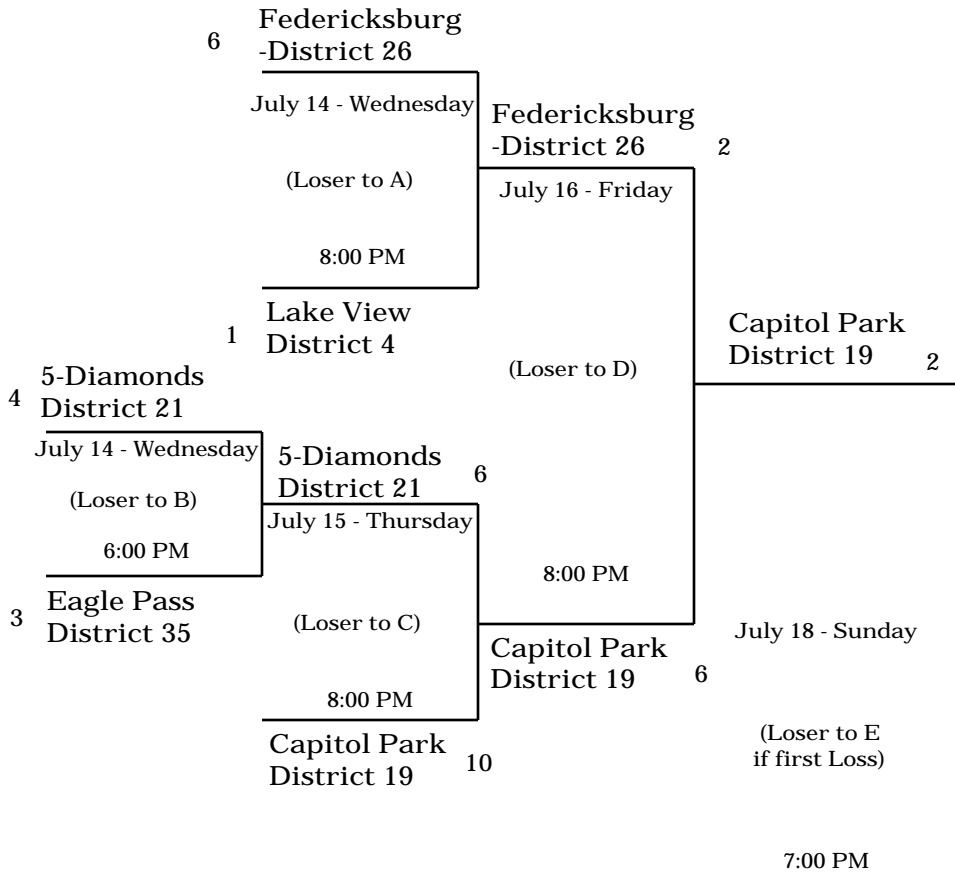 6
Federicksburg
-District 26
July 14 - Wednesday
(Loser to A)
8:00 PM
1
Lake View
District 4
Federicksburg
-District 26
2
July 16 - Friday
(Loser to D)
8:00 PM
4
5-Diamonds
District 21
July 14 - Wednesday
(Loser to B)
6:00 PM
3
Eagle Pass
District 35
5-Diamonds
District 21
6
July 15 - Thursday
(Loser to C)
8:00 PM
Capitol Park
District 19
10
Capitol Park
District 19
6
Capitol Park
District 19
2
July 18 - Sunday
(Loser to E
if first Loss)
7:00 PM